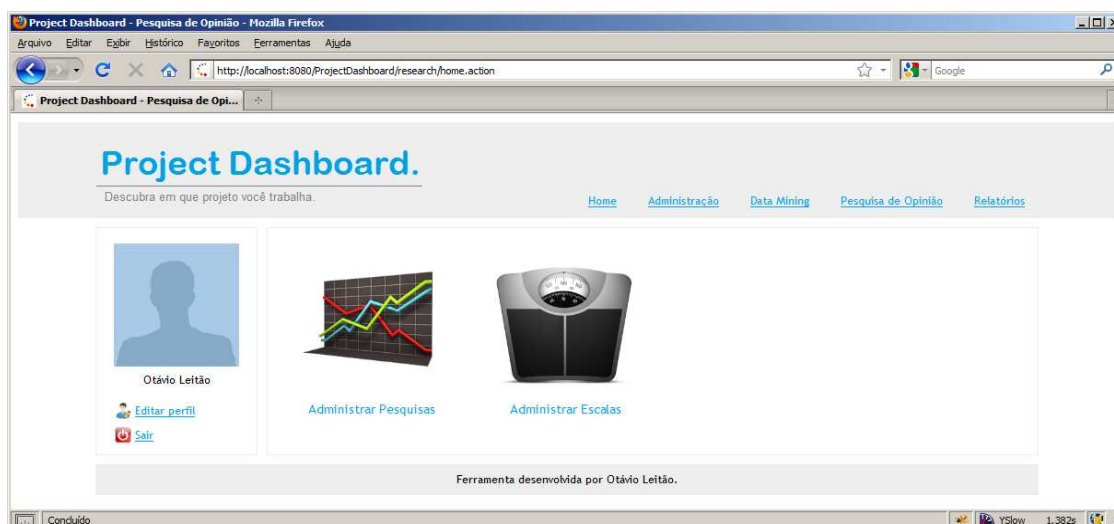 Project Dashboard - Pesquisa de Opinião - Mozilla Firefox
Arquivo Editar Exibir Histórico Favoritos Ferramentas Ajuda
http://localhost:8080/ProjectDashboard/research/home.action
Google
Project Dashboard - Pesquisa de Opi...
Project Dashboard.
Descubra em que projeto você trabalha.
Home Administração Data Mining Pesquisa de Opinião Relatórios
Otávio Leitão
Editar perfil
Sair
Administrar Pesquisas Administrar Escalas
Ferramenta desenvolvida por Otávio Leitão.
Concluído YSlow 1.382s